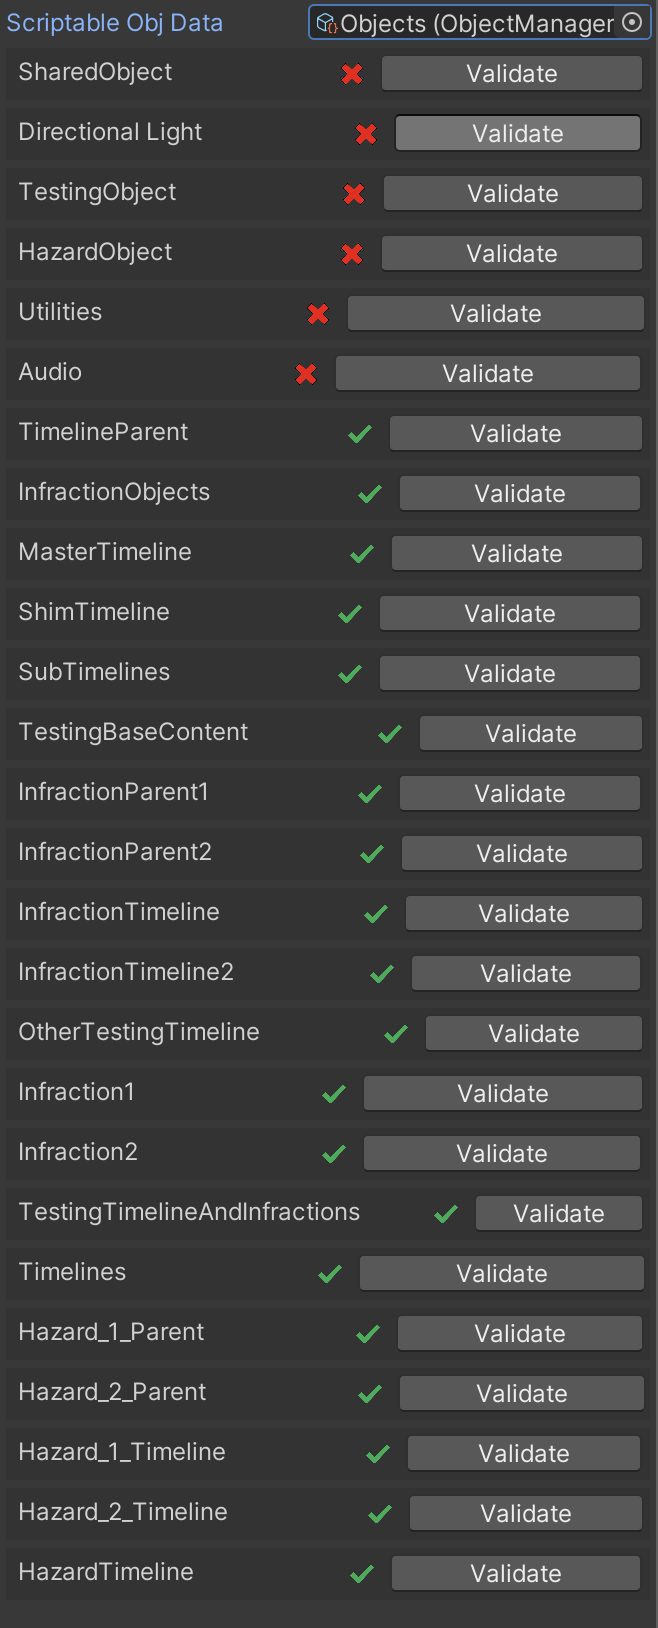 Scriptable Obj Data Objects (ObjectManager
SharedObject Validate
Directional Light Validate
TestingObject Validate
HazardObject Validate
Utilities Validate
Audio Validate
TimelineParent Validate
InfractionObjects Validate
MasterTimeline Validate
ShimTimeline Validate
SubTimelines Validate
TestingBaseContent Validate
InfractionParent1 Validate
InfractionParent2 Validate
InfractionTimeline Validate
InfractionTimeline2 Validate
OtherTestingTimeline Validate
Infraction1 Validate
Infraction2 Validate
TestingTimelineAndInfractions Validate
Timelines Validate
Hazard_1_Parent Validate
Hazard_2_Parent Validate
Hazard_1_Timeline Validate
Hazard_2_Timeline Validate
HazardTimeline Validate